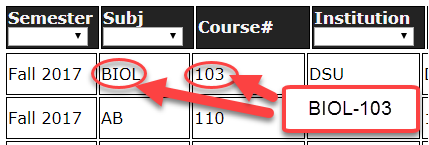 Semester Subj Course# Institution
Fall 2017 BIOL 103 DSU
BIOL-103
Fall 2017 AB 110